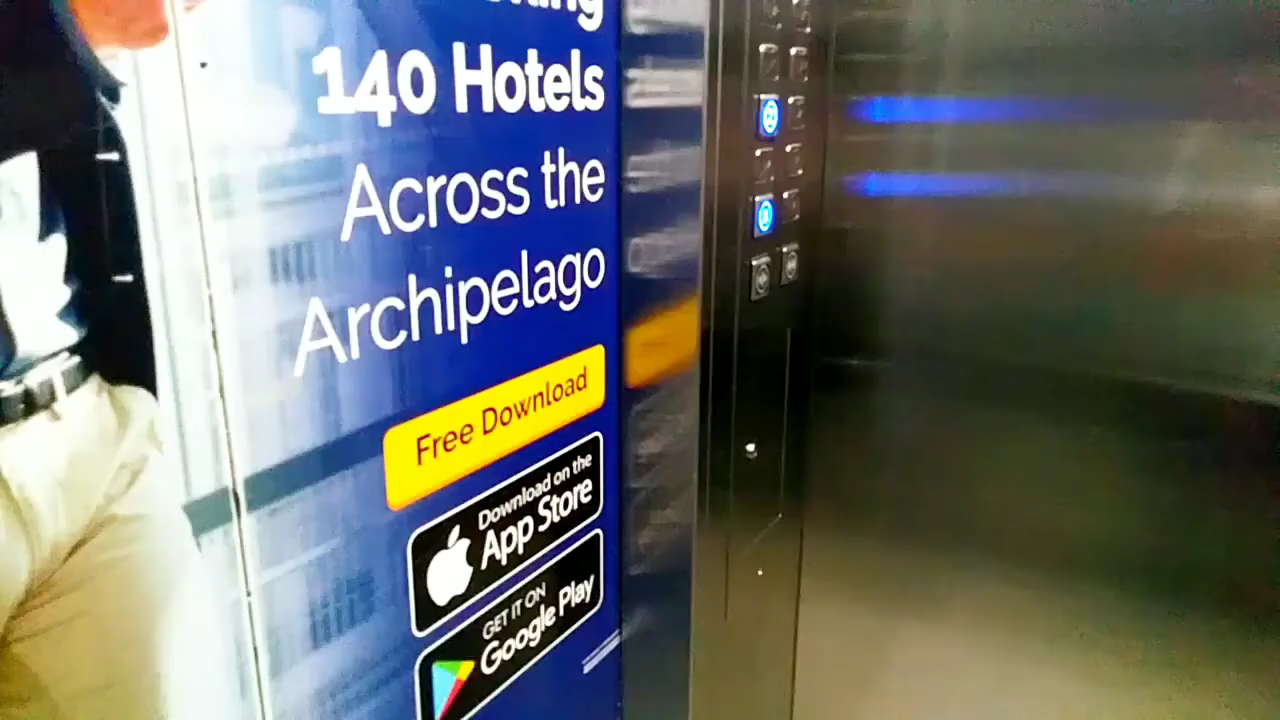 140 Hotels
Across the
Archipelago
Free Download
Download on the
App Store
GET IT ON
Google Play